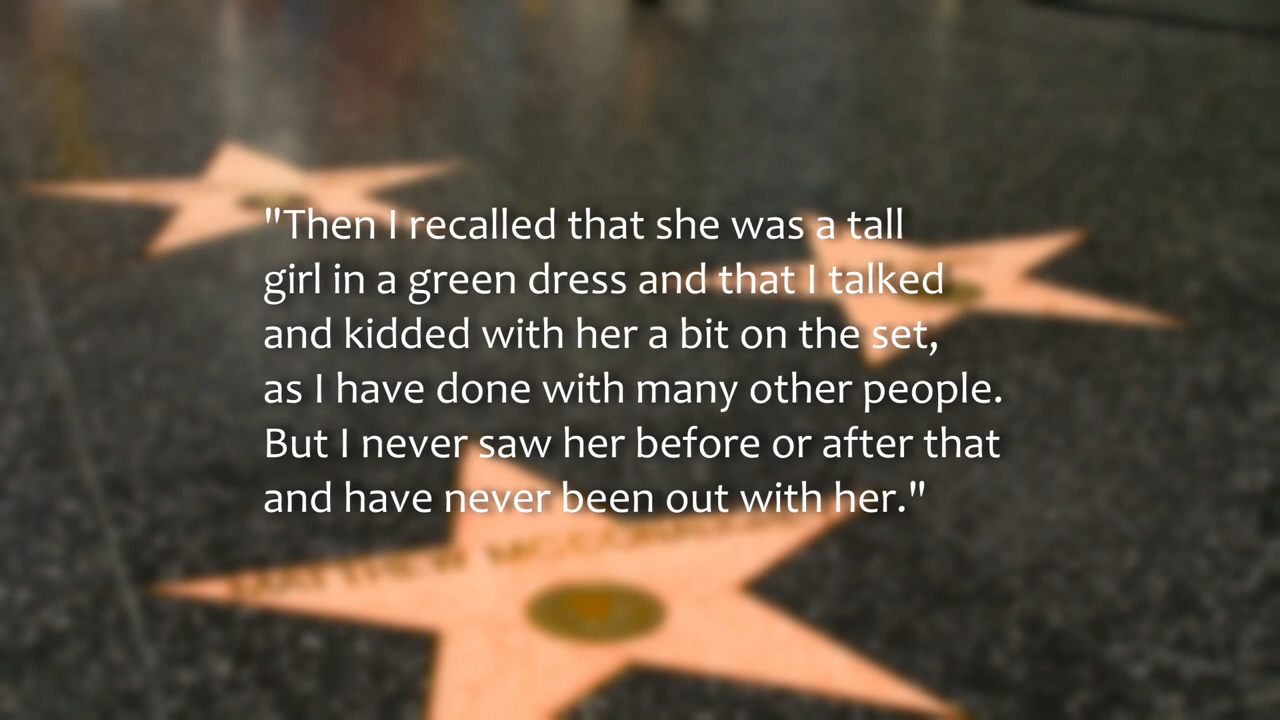 "Then I recalled that she was a tall
girl in a green dress and that I talked
and kidded with her a bit on the set,
as I have done with many other people.
But I never saw her before or after that
and have never been out with her."